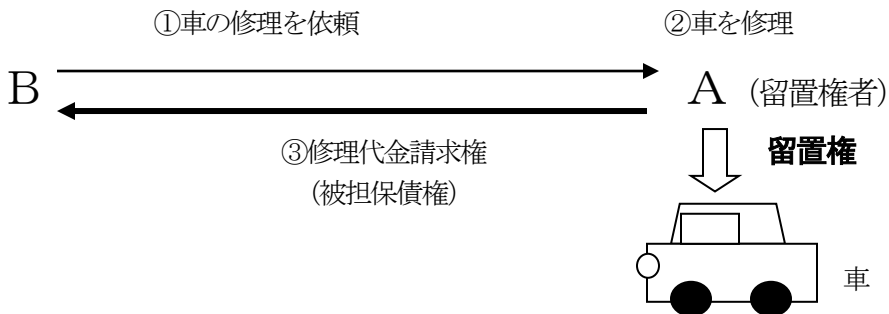 ①車の修理を依頼
②車を修理
B
A（留置権者）
③修理代金請求権
（被担保債権）
留置権
車